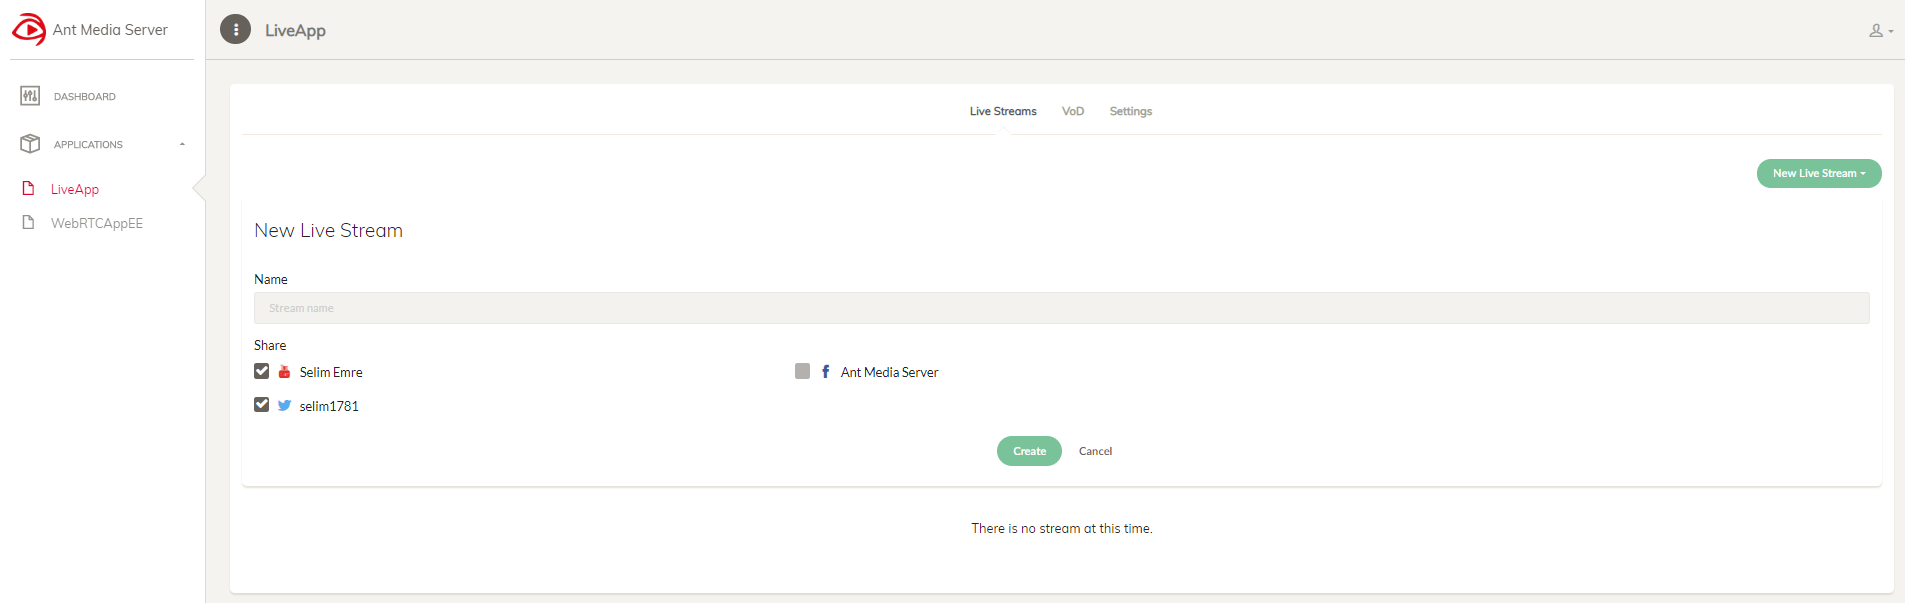 Ant Media Server
LiveApp
DASHBOARD
APPLICATIONS
LiveApp
WebRTCAppEE
Live Streams VoD Settings
New Live Stream
New Live Stream
Name
Stream name
Share
Selim Emre Ant Media Server
selim1781
Create Cancel
There is no stream at this time.